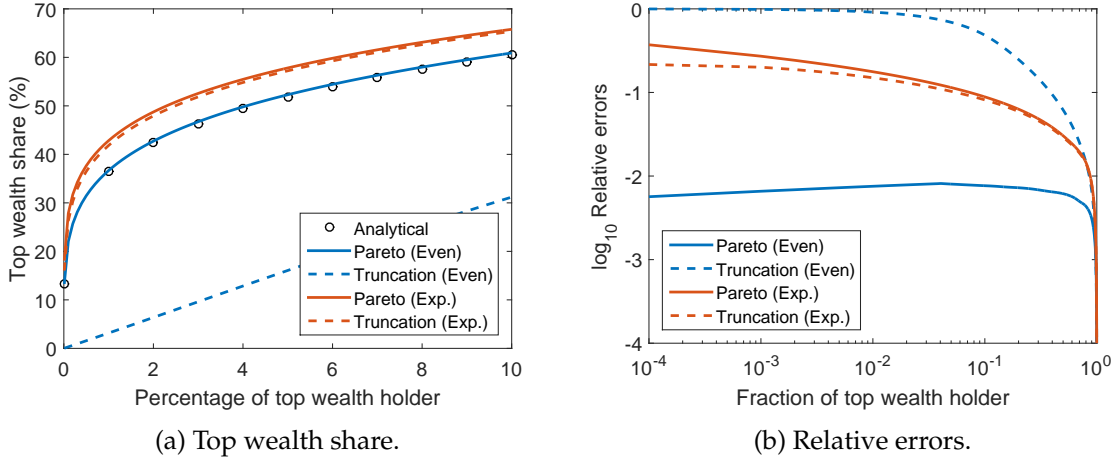 Top wealth share (%)
70
60
50
40
30
20
10
0
Analytical
Pareto (Even)
Truncation (Even)
Pareto (Exp.)
Truncation (Exp.)
0 2 4 6 8 10
Percentage of top wealth holder
(a) Top wealth share.
log10 Relative errors
0
-1
-2
-3
-4
Pareto (Even)
Truncation (Even)
Pareto (Exp.)
Truncation (Exp.)
10^-4 10^-3 10^-2 10^-1 10^0
Fraction of top wealth holder
(b) Relative errors.